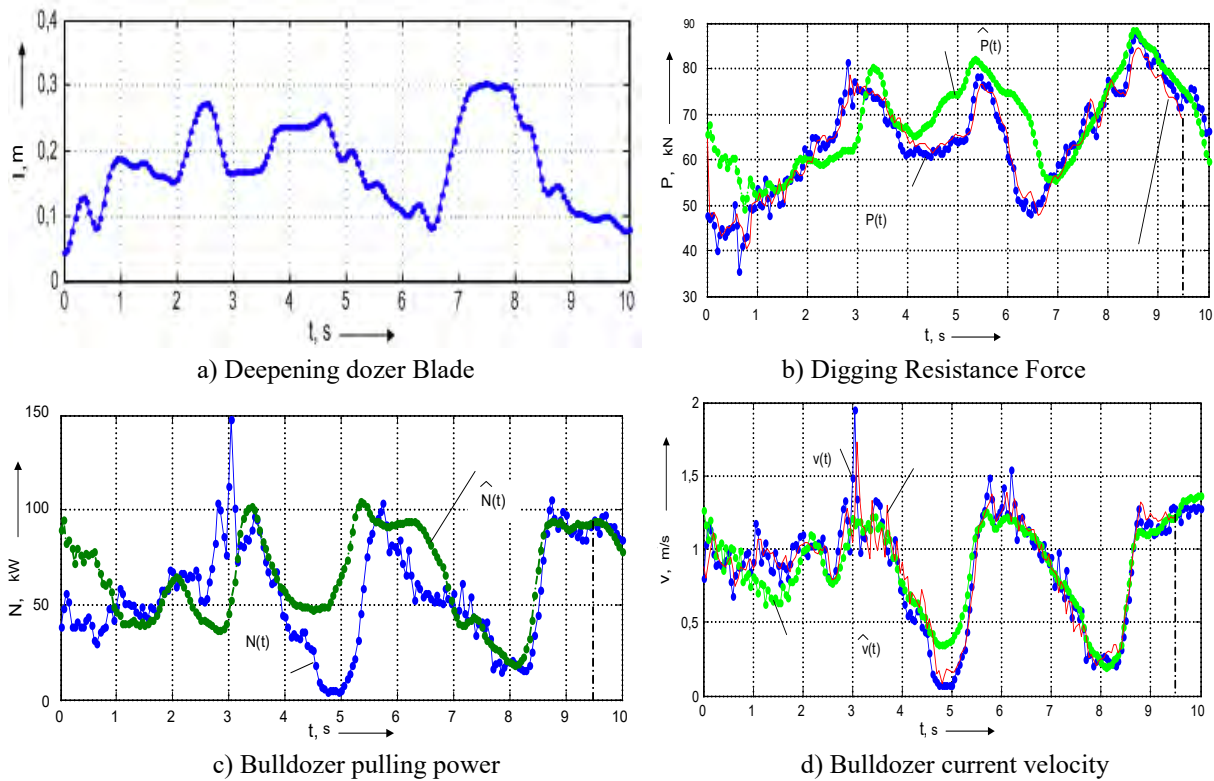 0.4
0.3
0.2
0.1
0
l, m
0 1 2 3 4 5 6 7 8 9 10
t, s
a) Deepening dozer Blade
90
80
70
60
50
40
30
P, kN
^P(t)
P(t)
0 1 2 3 4 5 6 7 8 9 10
t, s
b) Digging Resistance Force
150
100
50
0
N, kW
^N(t)
N(t)
0 1 2 3 4 5 6 7 8 9 10
t, s
c) Bulldozer pulling power
2
1.5
1
0.5
0
v, m/s
v(t)
^v(t)
0 1 2 3 4 5 6 7 8 9 10
t, s
d) Bulldozer current velocity